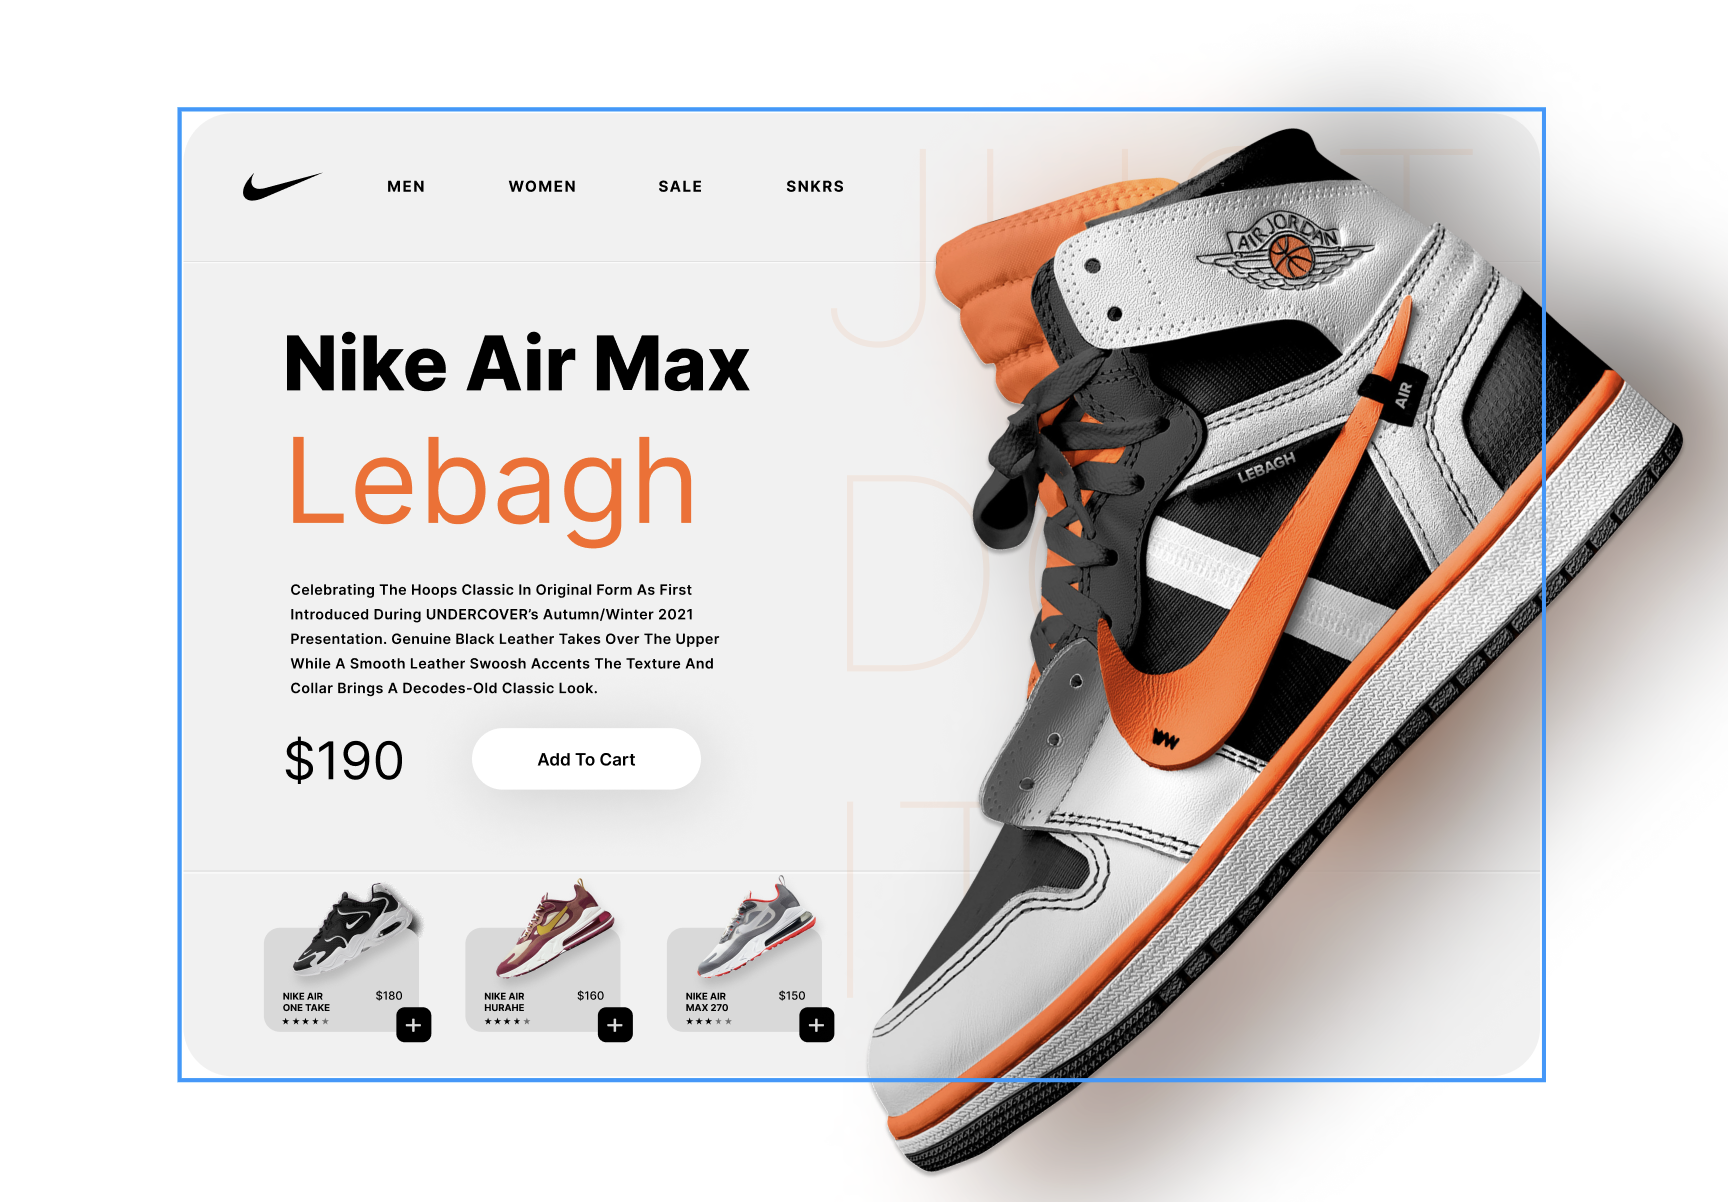 MEN WOMEN SALE SNKRS
JUST
Nike Air Max
Lebagh
DO
IT
Celebrating The Hoops Classic In Original Form As First
Introduced During UNDERCOVER's Autumn/Winter 2021
Presentation. Genuine Black Leather Takes Over The Upper
While A Smooth Leather Swoosh Accents The Texture And
Collar Brings A Decodes-Old Classic Look.
$190
Add To Cart
AIR JORDAN
AIR
LEBAGH
NIKE AIR
ONE TAKE
$180
NIKE AIR
HURAHE
$160
NIKE AIR
MAX 270
$150